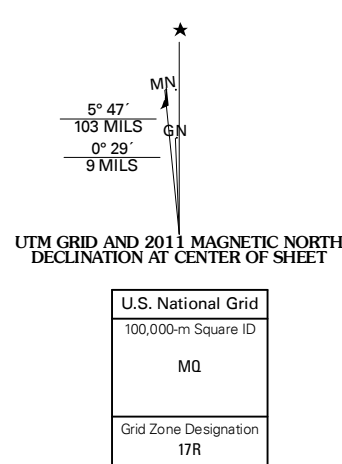 MN
5° 47´
103 MILS
GN
0° 29´
9 MILS
UTM GRID AND 2011 MAGNETIC NORTH
DECLINATION AT CENTER OF SHEET
U.S. National Grid
100,000-m Square ID
MQ
Grid Zone Designation
17R